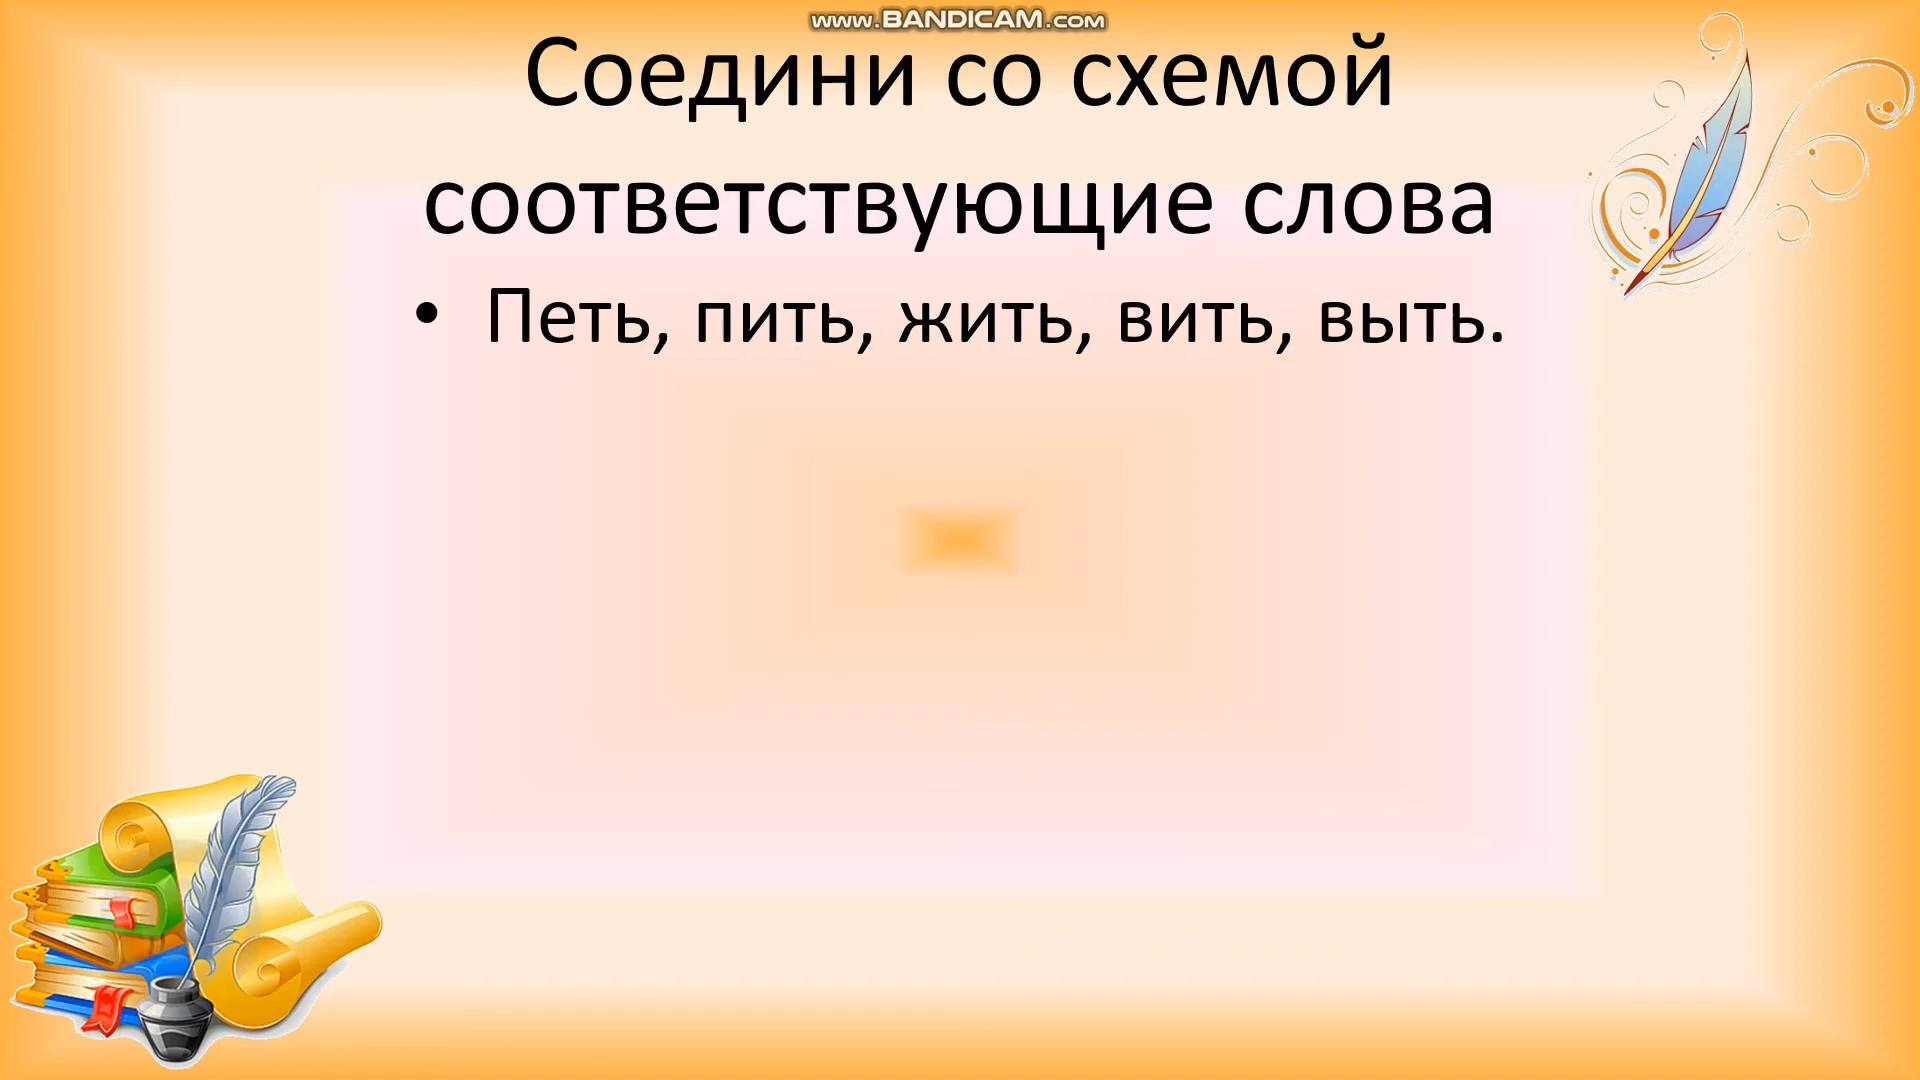 www.BANDICAM.com
Соедини со схемой
соответствующие слова
• Петь, пить, жить, вить, выть.